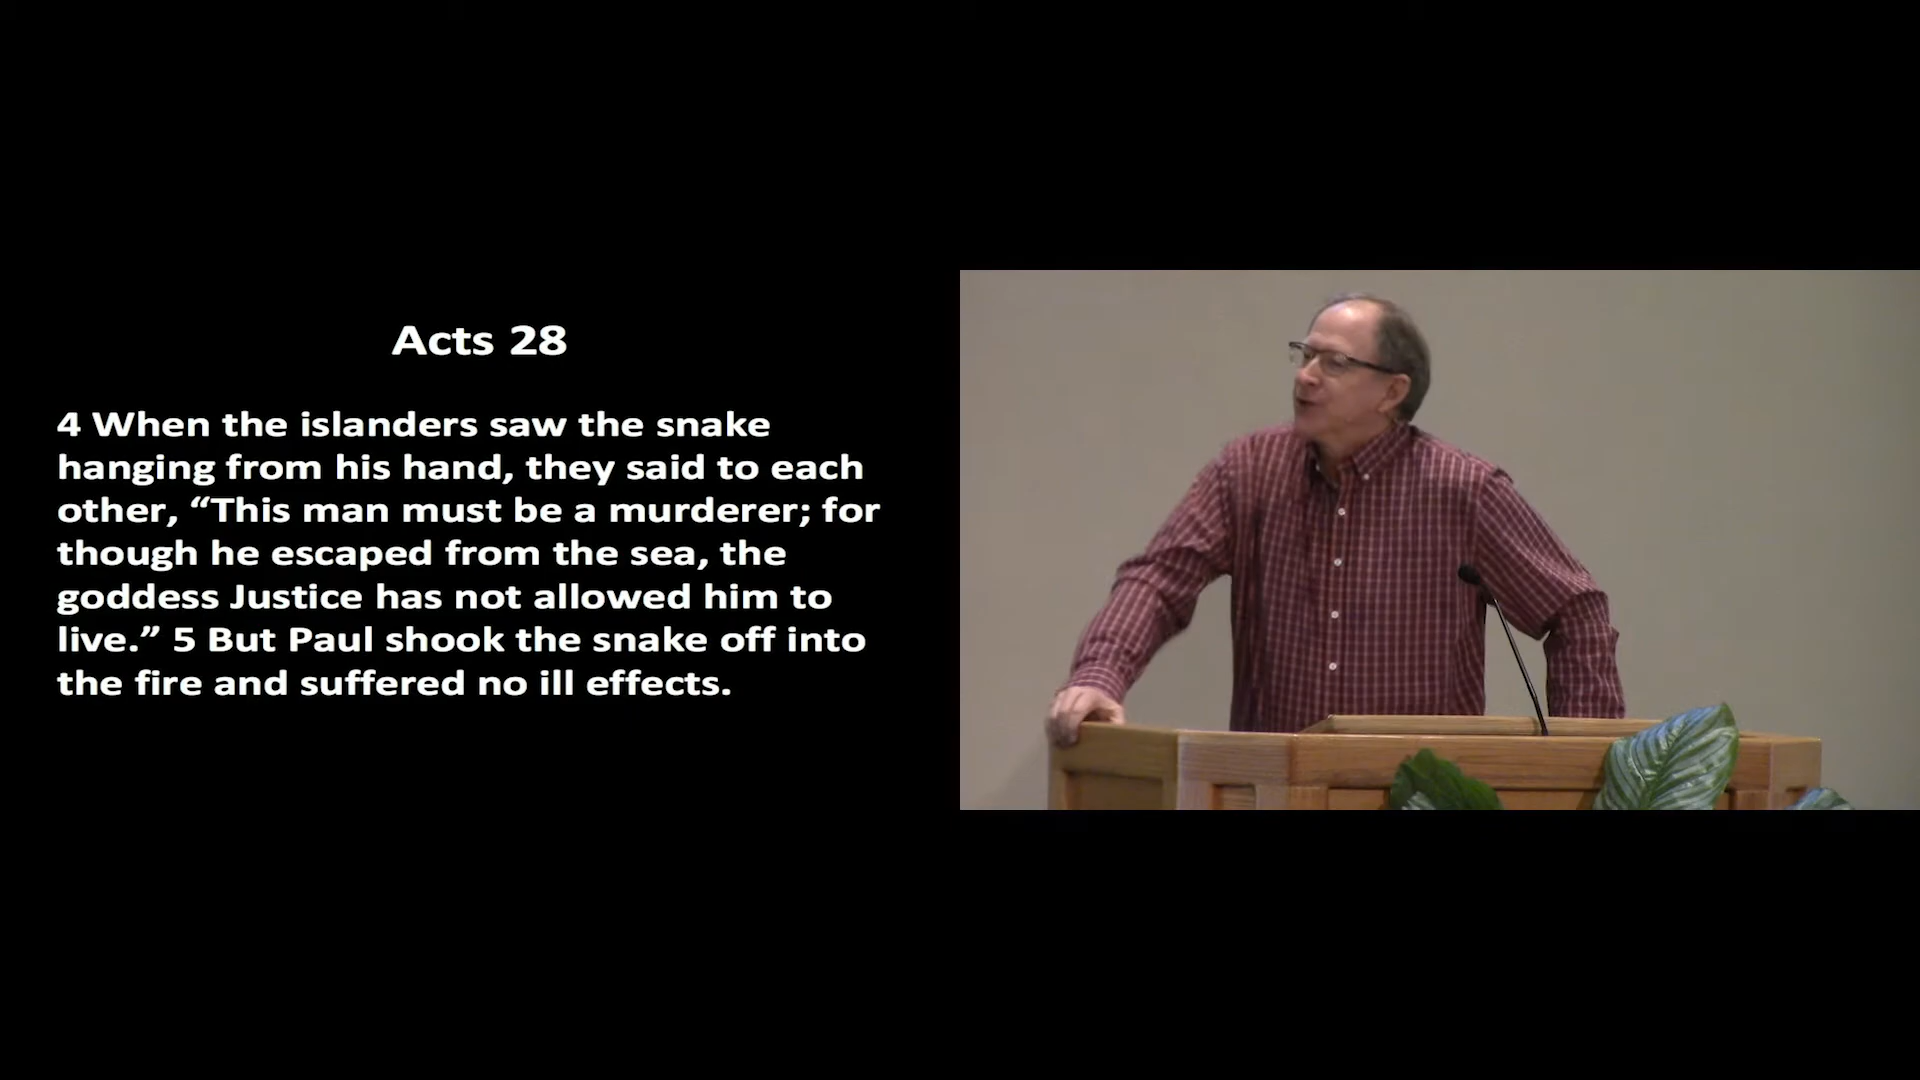 Acts 28
4 When the islanders saw the snake
hanging from his hand, they said to each
other, “This man must be a murderer; for
though he escaped from the sea, the
goddess Justice has not allowed him to
live.” 5 But Paul shook the snake off into
the fire and suffered no ill effects.